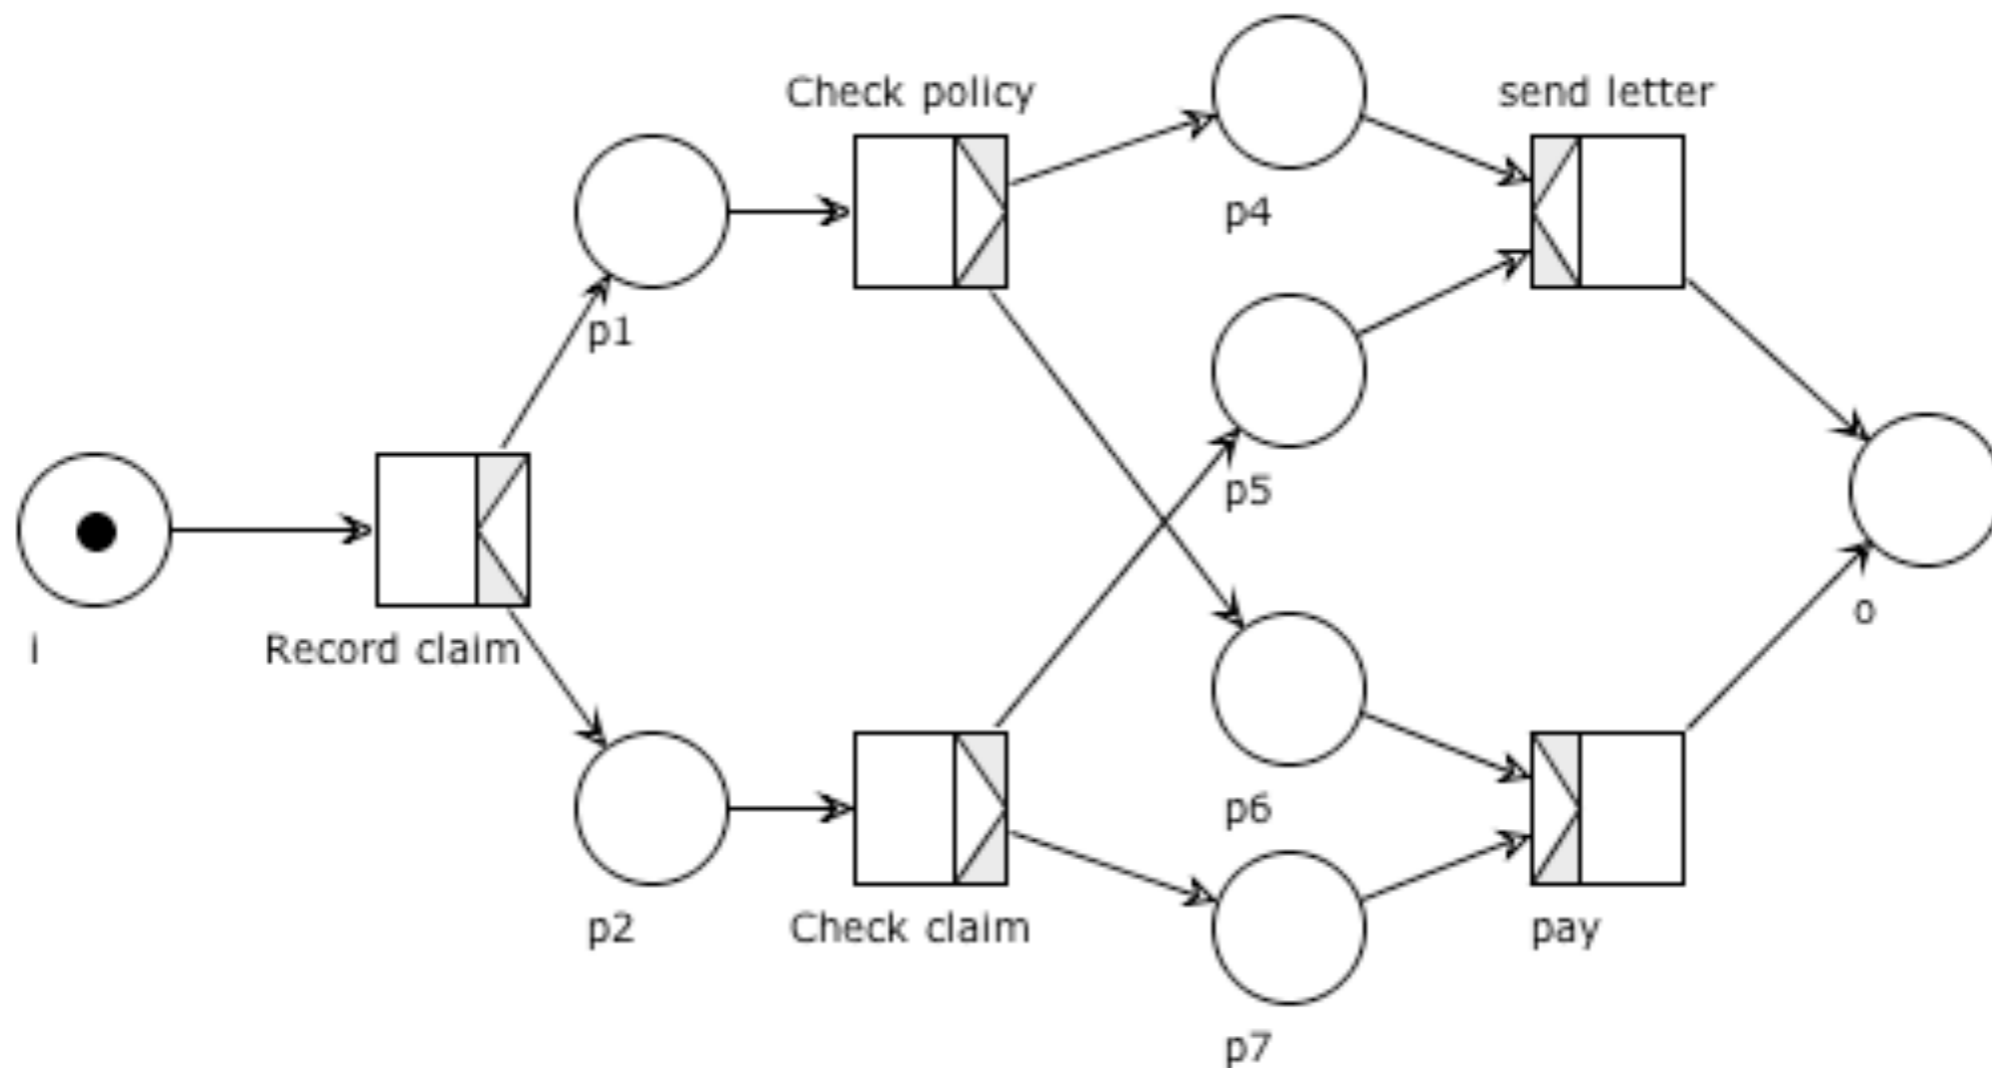 Check policy
send letter
p4
p1
p5
o
i
Record claim
p6
p2
Check claim
pay
p7